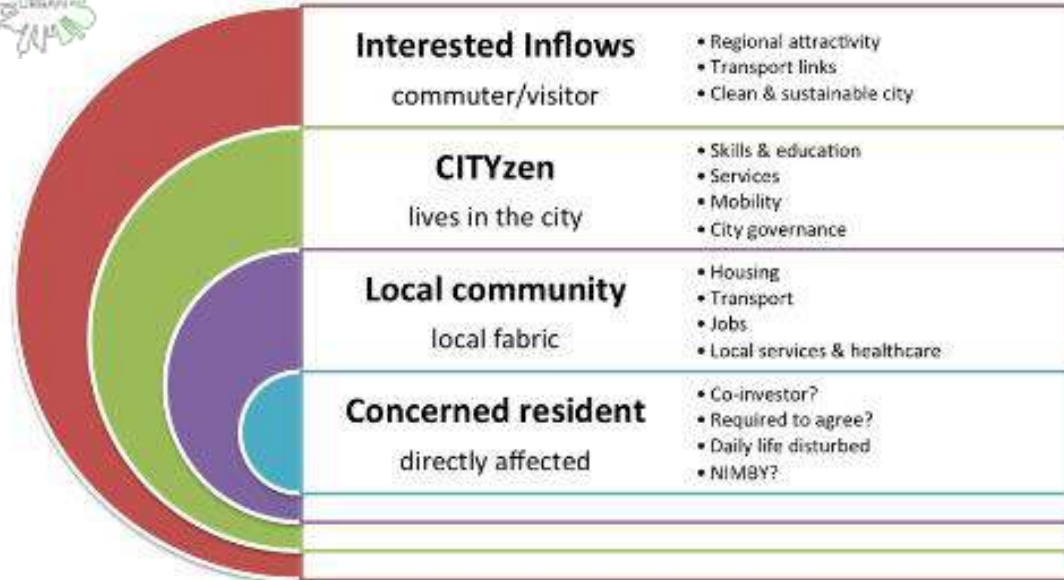 URBAN
Interested Inflows
commuter/visitor
• Regional attractivity
• Transport links
• Clean & sustainable city
CITYzen
lives in the city
• Skills & education
• Services
• Mobility
• City governance
Local community
local fabric
• Housing
• Transport
• Jobs
• Local services & healthcare
Concerned resident
directly affected
• Co-investor?
• Required to agree?
• Daily life disturbed
• NIMBY?